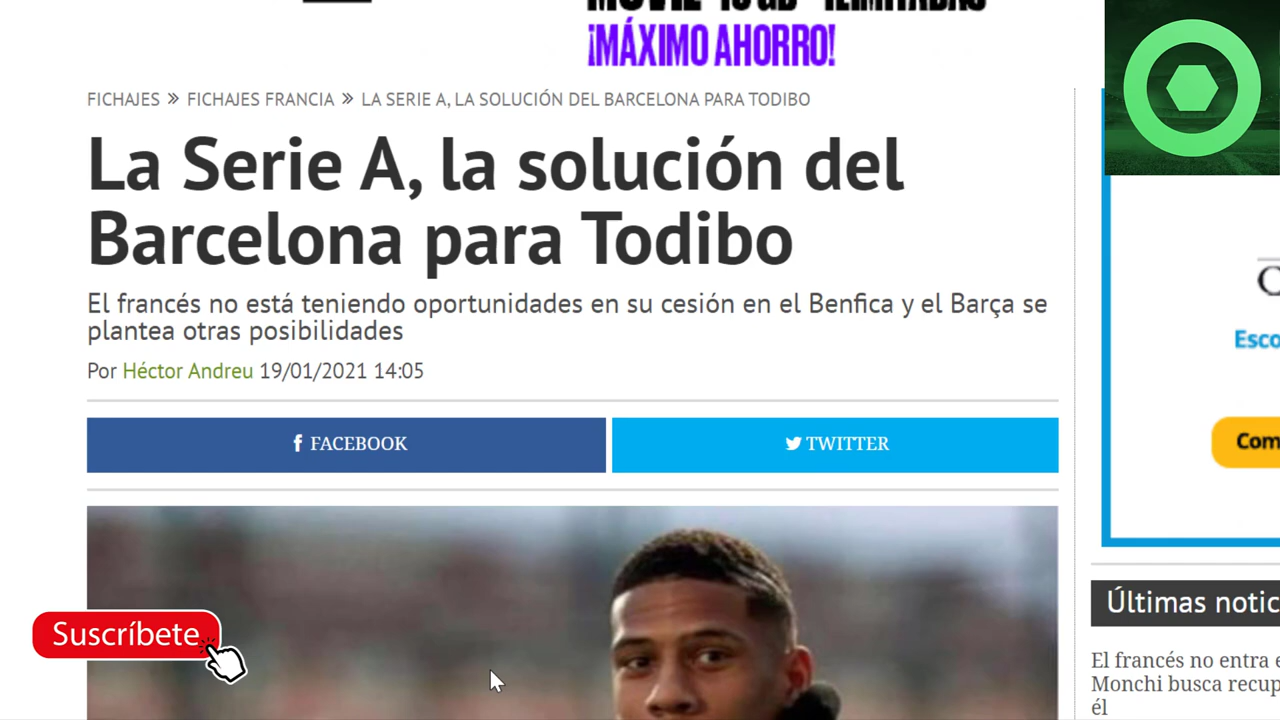 ¡MÁXIMO AHORRO!
FICHAJES » FICHAJES FRANCIA » LA SERIE A, LA SOLUCIÓN DEL BARCELONA PARA TODIBO
La Serie A, la solución del
Barcelona para Todibo
El francés no está teniendo oportunidades en su cesión en el Benfica y el Barça se
plantea otras posibilidades
Por Héctor Andreu 19/01/2021 14:05
FACEBOOK
TWITTER
Suscríbete
Esco
Com
Últimas notic
El francés no entra e
Monchi busca recup
él